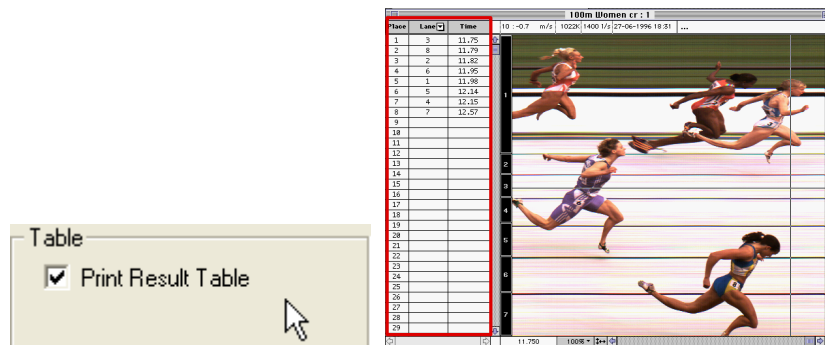 Table
Print Result Table
100m Women cr : 1
Place Lane Time
10 : -0.7 m/s 1022K 1400 l/s 27-06-1996 18:31 ...
1 3 11.75
2 8 11.79
3 2 11.82
4 6 11.95
5 1 11.98
6 5 12.14
7 4 12.15
8 7 12.57
9
10
11
12
13
14
15
16
17
18
19
20
21
22
23
24
25
26
27
28
29
1
2
3
4
5
6
7
11.750 100%